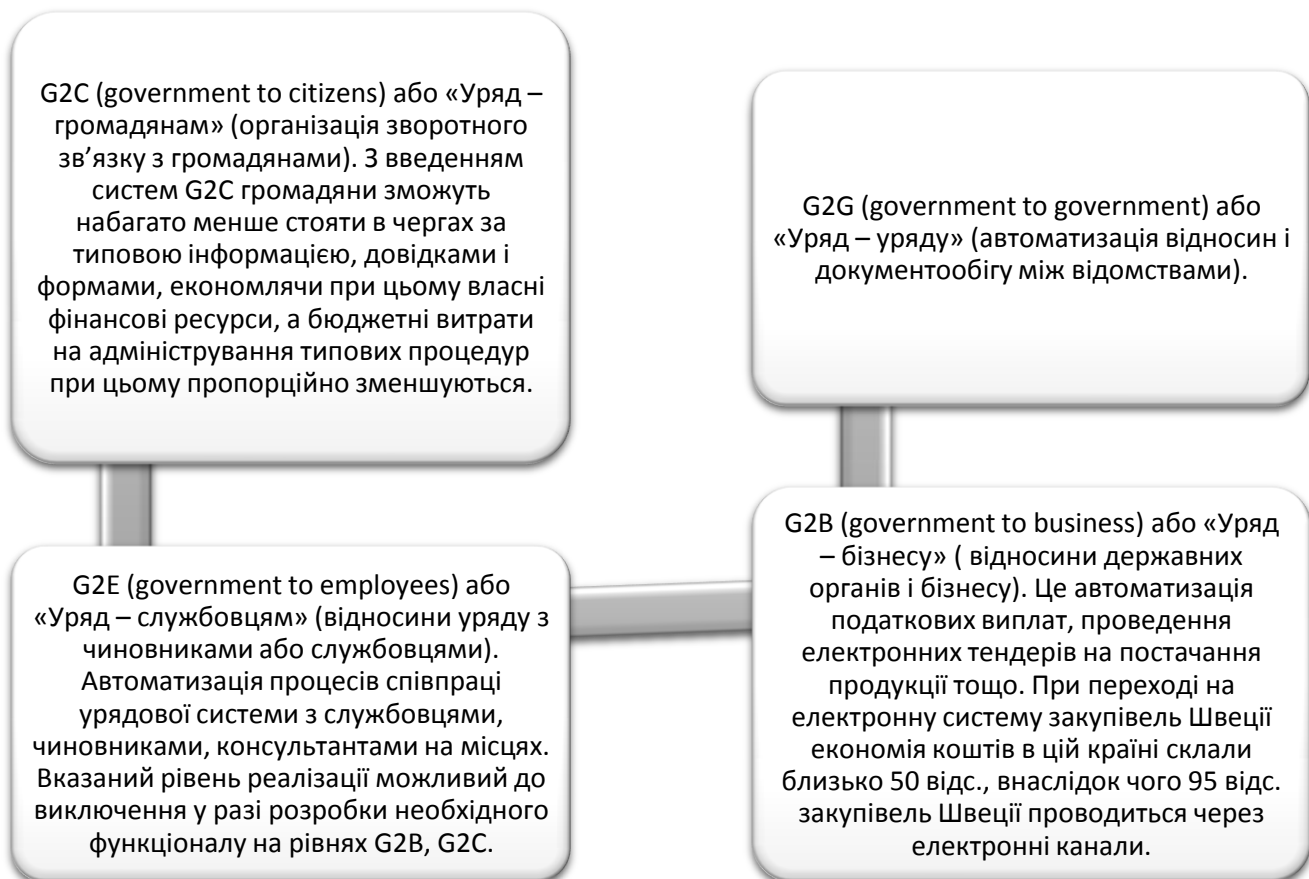 G2C (government to citizens) або «Уряд –
громадянам» (організація зворотного
зв’язку з громадянами). З введенням
систем G2C громадяни зможуть
набагато менше стояти в чергах за
типовою інформацією, довідками і
формами, економлячи при цьому власні
фінансові ресурси, а бюджетні витрати
на адміністрування типових процедур
при цьому пропорційно зменшуються.
G2G (government to government) або
«Уряд – уряду» (автоматизація відносин і
документообігу між відомствами).
G2E (government to employees) або
«Уряд – службовцям» (відносини уряду з
чиновниками або службовцями).
Автоматизація процесів співпраці
урядової системи з службовцями,
чиновниками, консультантами на місцях.
Вказаний рівень реалізації можливий до
виключення у разі розробки необхідного
функціоналу на рівнях G2B, G2C.
G2B (government to business) або «Уряд
– бізнесу» ( відносини державних
органів і бізнесу). Це автоматизація
податкових виплат, проведення
електронних тендерів на постачання
продукції тощо. При переході на
електронну систему закупівель Швеції
економія коштів в цій країні склали
близько 50 відс., внаслідок чого 95 відс.
закупівель Швеції проводиться через
електронні канали.